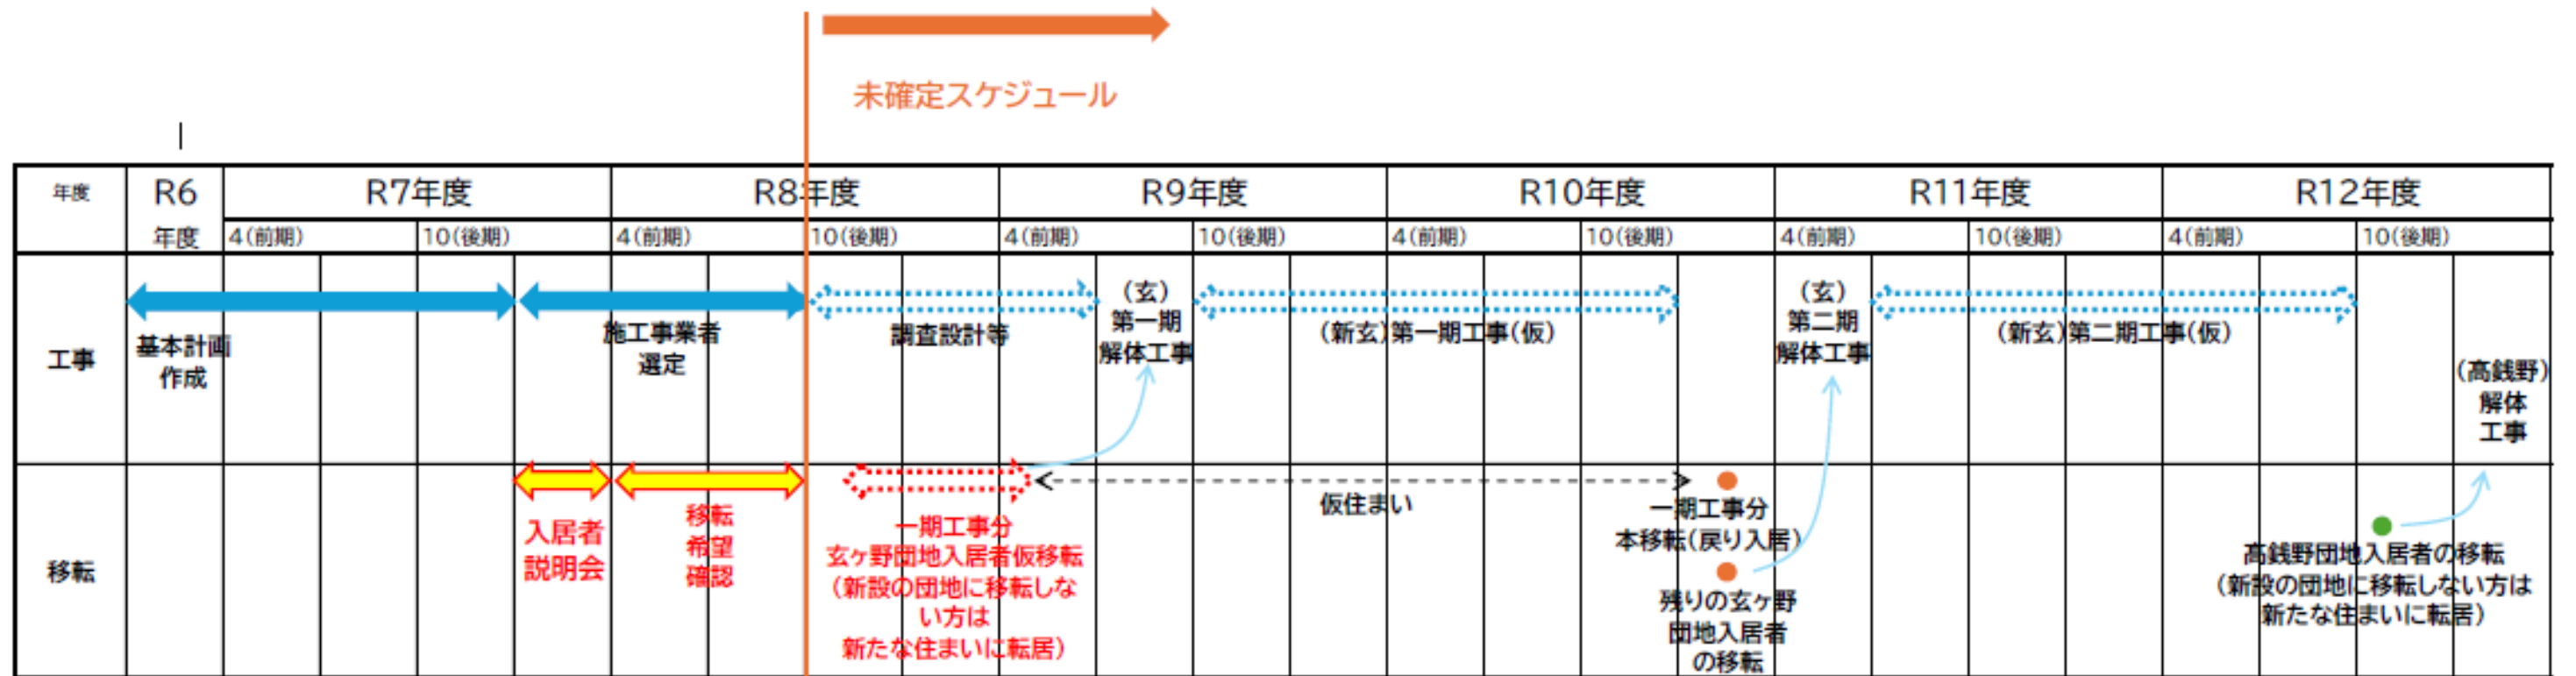 未確定スケジュール
年度
R6
年度
R7年度
R8年度
R9年度
R10年度
R11年度
R12年度
4(前期)
10(後期)
4(前期)
10(後期)
4(前期)
10(後期)
4(前期)
10(後期)
4(前期)
10(後期)
4(前期)
10(後期)
工事
基本計画
作成
施工事業者
選定
調査設計等
(玄)
第一期
解体工事
(新玄)第一期工事(仮)
(玄)
第二期
解体工事
(新玄)第二期工事(仮)
(髙銭野)
解体
工事
移転
入居者
説明会
移転
希望
確認
一期工事分
玄ヶ野団地入居者仮移転
(新設の団地に移転しな
い方は
新たな住まいに転居)
仮住まい
一期工事分
本移転(戻り入居)
残りの玄ヶ野
団地入居者
の移転
髙銭野団地入居者の移転
(新設の団地に移転しない方は
新たな住まいに転居)